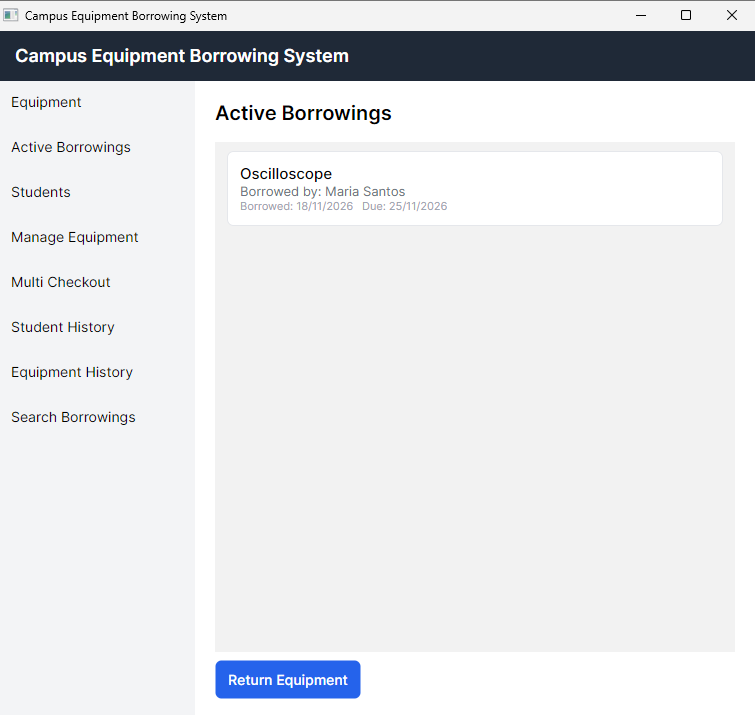 Campus Equipment Borrowing System
Campus Equipment Borrowing System
Equipment
Active Borrowings
Students
Manage Equipment
Multi Checkout
Student History
Equipment History
Search Borrowings
Active Borrowings
Oscilloscope
Borrowed by: Maria Santos
Borrowed: 18/11/2026 Due: 25/11/2026
Return Equipment